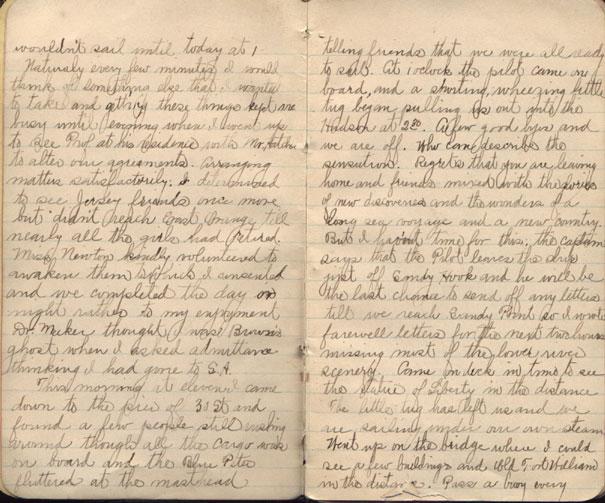 wouldn't sail until today at 1
Naturaly every few minutes I would
think of something else that I wanted
to take and getting these things kept me
busy until evening when I went up
to see Prof at his residence with Mr.
to alter our agreements. Arranging
matters satisfactorily. I determined
to see Jersey friends once more
but didn't reach East Orange till
nearly all the girls had retired.
Miss Newton kindly volunteered to
awaken them to which I consented
and we completed the day or
night rather to my enjoyment
Dr. Meker thought I was Brown's
ghost when I asked admittance
thinking I had gone to S.A.
This morning at eleven I came
down to the pier of 31 St and
found a few people still rushing
around though all the cargo was
on board and the Blue Peter
fluttered at the masthead
telling friends that we were all ready
to sail. At 1 oclock the pilot came on
board, and a snorting, wheezing little
tug began pulling us out into the
Hudson at 2:30. A few good byes and
we are off. Who can describe the
sensation. Regrets that you are leaving
home and friends mixed with the
of new discoveries and the wonders of a
long sea voyage and a new country
But I havent time for this, the captain
says that the Pilot leaves the ship
just off Sandy Hook and he will be
the last chance to send off any letters
till we reach Sandy Point so I wrote
farewell letters for the next two hours
missing most of the lower river
scenery. Came on deck in time to see
the statue of Liberty in the distance
The little tug has left us and we
are sailing under our own steam
Went up on the bridge where I could
see a few buildings and Old Fort William
in the distance. Pass a buoy every